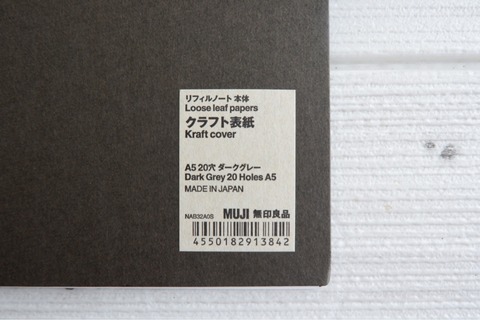 リフィルノート 本体
Loose leaf papers
クラフト表紙
Kraft cover
A5 20穴 ダークグレー
Dark Grey 20 Holes A5
MADE IN JAPAN
NAB32A0S MUJI 無印良品
4550182913842